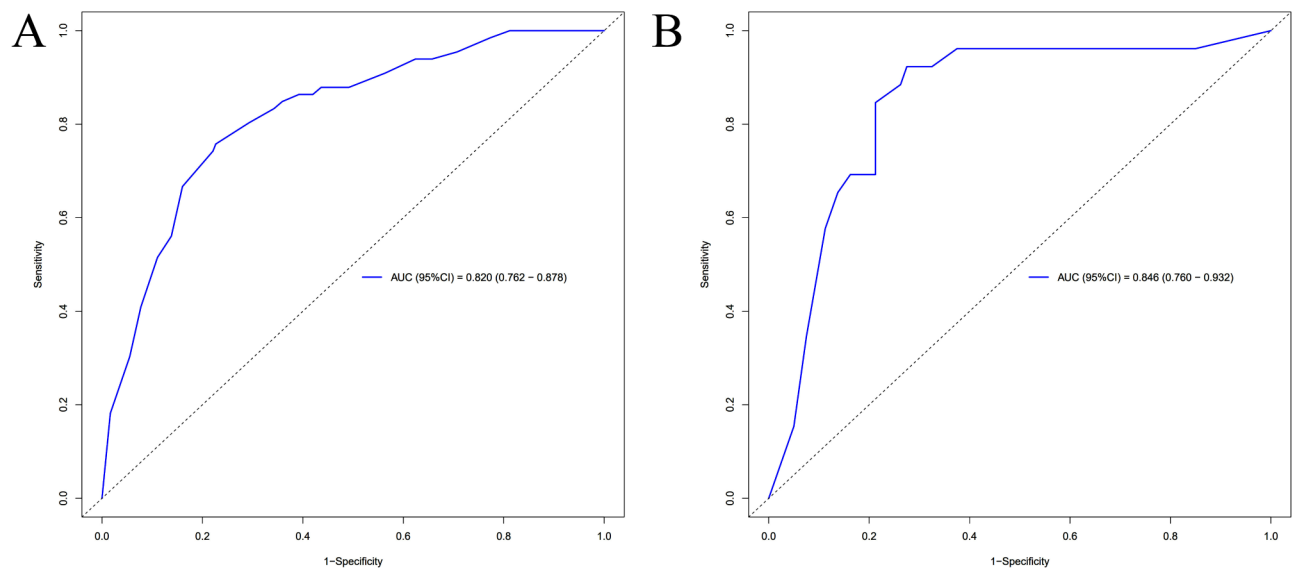 A
1.0
0.8
0.6
0.4
0.2
0.0
Sensitivity
AUC (95%CI) = 0.820 (0.762 − 0.878)
0.0 0.2 0.4 0.6 0.8 1.0
1−Specificity
B
1.0
0.8
0.6
0.4
0.2
0.0
Sensitivity
AUC (95%CI) = 0.846 (0.760 − 0.932)
0.0 0.2 0.4 0.6 0.8 1.0
1−Specificity